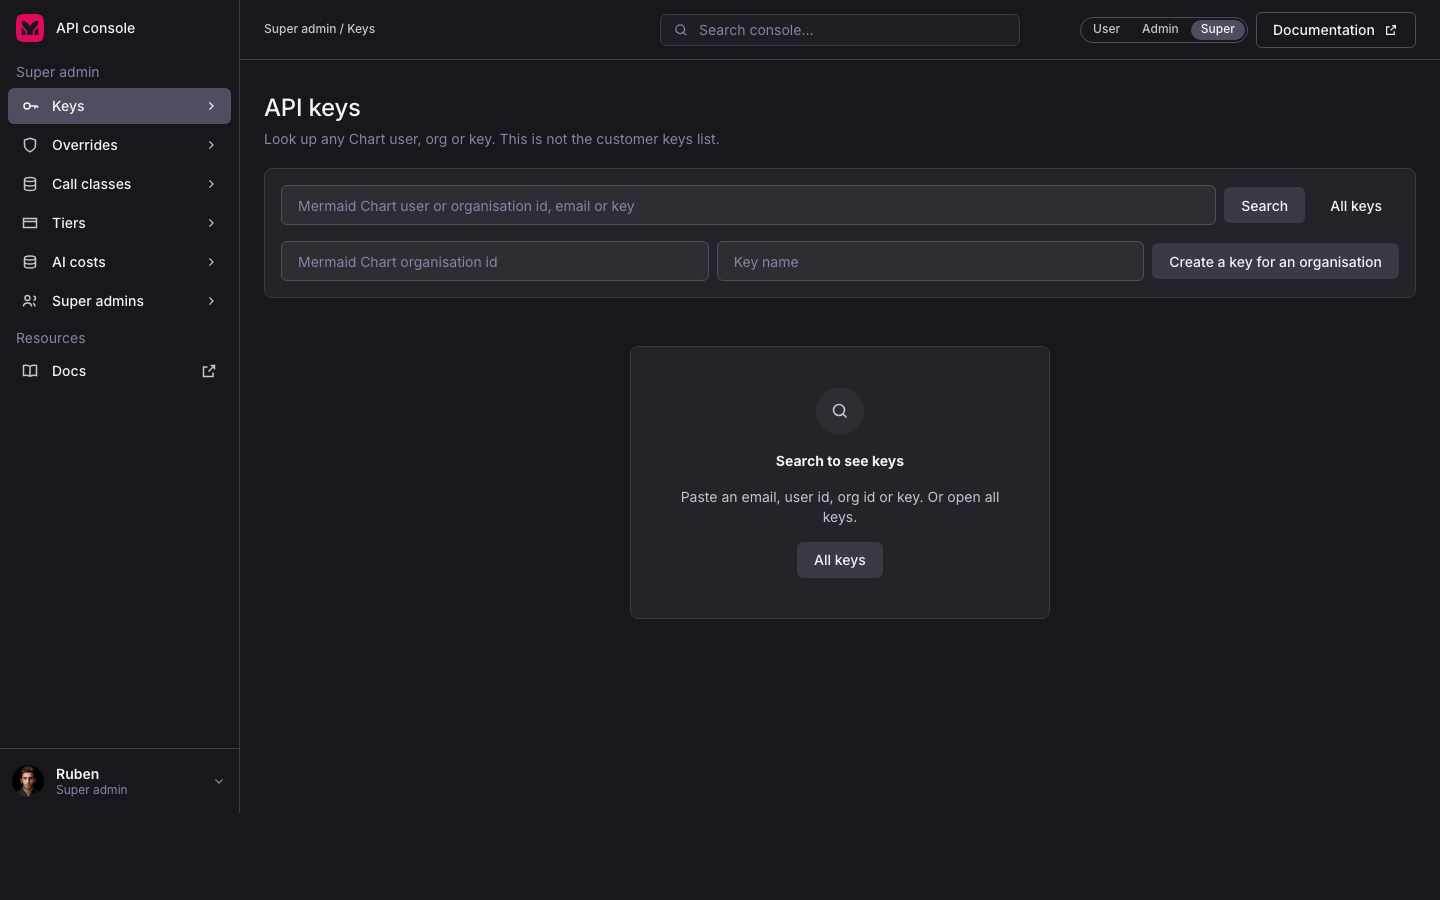 API console
Super admin / Keys
Search console...
User
Admin
Super
Documentation
Super admin
Keys
Overrides
Call classes
Tiers
AI costs
Super admins
Resources
Docs
API keys
Look up any Chart user, org or key. This is not the customer keys list.
Mermaid Chart user or organisation id, email or key
Search
All keys
Mermaid Chart organisation id
Key name
Create a key for an organisation
Search to see keys
Paste an email, user id, org id or key. Or open all
keys.
All keys
Ruben
Super admin